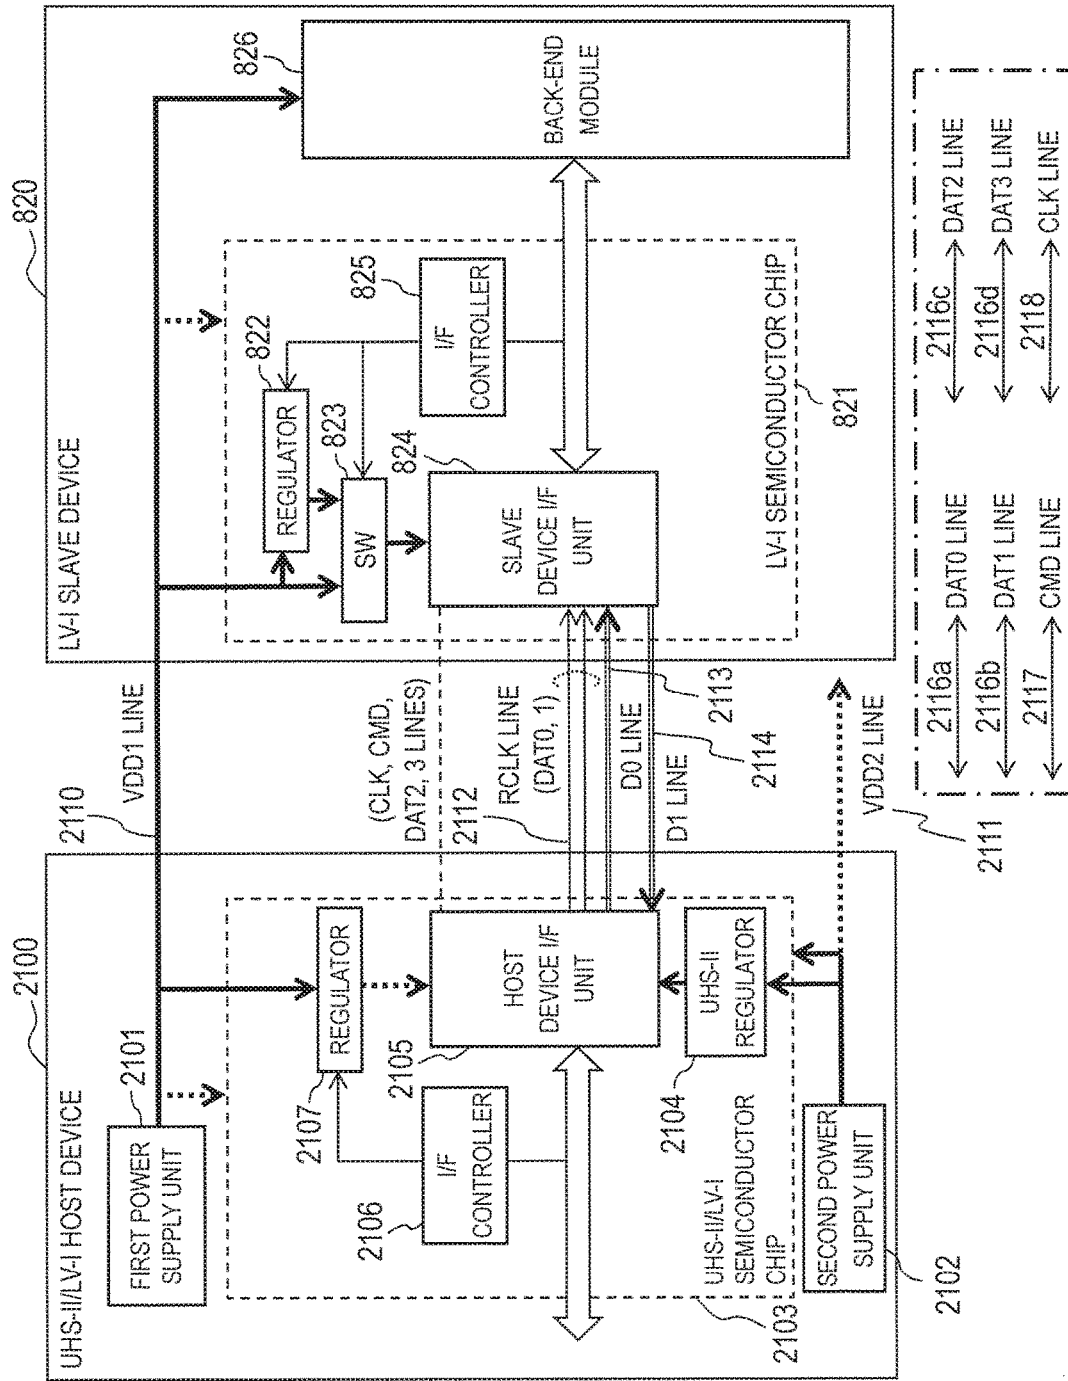 UHS-II/LV-I HOST DEVICE
2100
FIRST POWER
SUPPLY UNIT
2101
2110
VDD1 LINE
LV-I SLAVE DEVICE
820
REGULATOR
2107
I/F
CONTROLLER
2106
HOST
DEVICE I/F
UNIT
2105
UHS-II
REGULATOR
2104
UHS-II/LV-I
SEMICONDUCTOR
CHIP
2103
SECOND POWER
SUPPLY UNIT
2102
(CLK, CMD,
DAT2, 3 LINES)
2112
RCLK LINE
(DAT0, 1)
D0 LINE
2113
D1 LINE
2114
VDD2 LINE
2111
REGULATOR
822
SW
823
SLAVE
DEVICE I/F
UNIT
824
I/F
CONTROLLER
825
LV-I SEMICONDUCTOR CHIP
821
BACK-END
MODULE
826
2116a DAT0 LINE
2116b DAT1 LINE
2117 CMD LINE
2116c DAT2 LINE
2116d DAT3 LINE
2118 CLK LINE